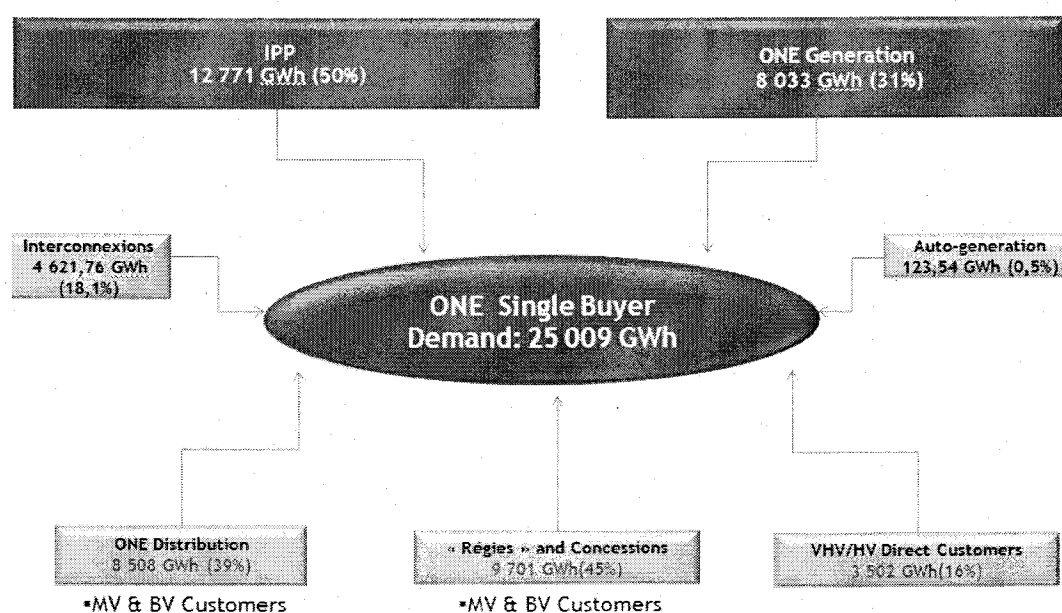 IPP
12 771 GWh (50%)
ONE Generation
8 033 GWh (31%)
Interconnexions
4 621,76 GWh
(18,1%)
Auto-generation
123,54 GWh (0,5%)
ONE Single Buyer
Demand: 25 009 GWh
ONE Distribution
8 508 GWh (39%)
▪MV & BV Customers
« Régies » and Concessions
9 701 GWh(45%)
▪MV & BV Customers
VHV/HV Direct Customers
3 502 GWh(16%)